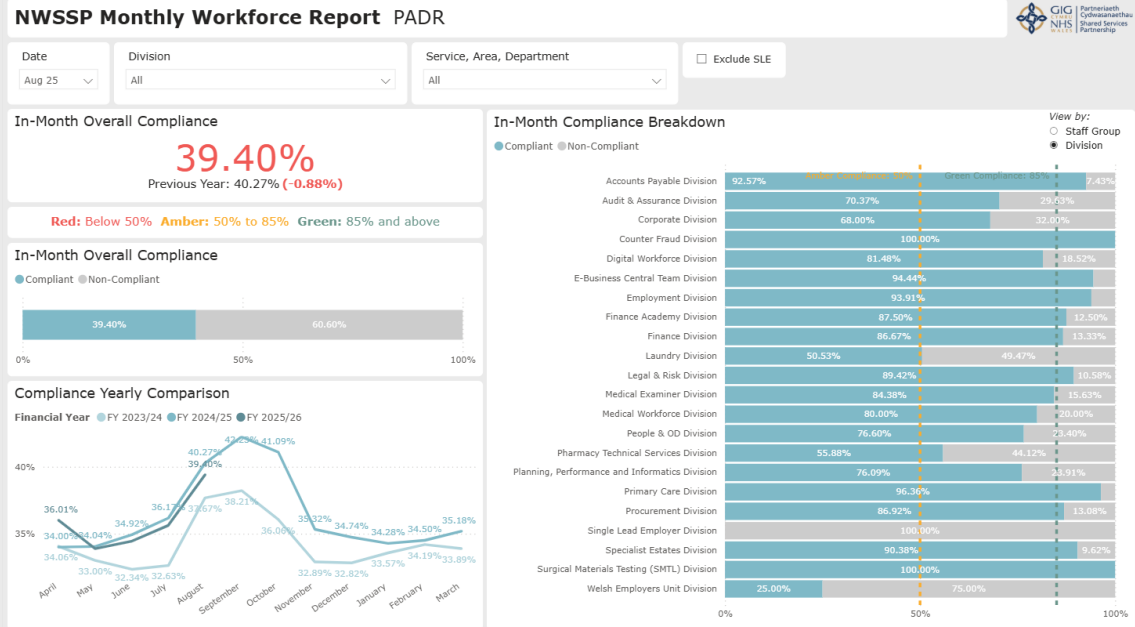 NWSSP Monthly Workforce Report PADR
GIG
CYMRU
NHS
WALES
Partneriaeth
Cydwasanaethau
Shared Services
Partnership
Date
Aug 25
Division
All
Service, Area, Department
All
Exclude SLE
In-Month Overall Compliance
39.40%
Previous Year: 40.27% (-0.88%)
Red: Below 50% Amber: 50% to 85% Green: 85% and above
In-Month Overall Compliance
Compliant Non-Compliant
39.40% 60.60%
0% 50% 100%
Compliance Yearly Comparison
Financial Year FY 2023/24 FY 2024/25 FY 2025/26
40%
35%
36.01%
34.00%
34.04%
34.92%
36.17%
40.27%
39.40%
42.23%
41.09%
35.32%
34.74%
34.28%
34.50%
35.18%
34.06%
33.00%
32.34%
32.63%
37.67%
38.21%
36.06%
32.89%
32.82%
33.57%
34.19%
33.89%
April May June July August September October November December January February March
In-Month Compliance Breakdown
View by:
Staff Group
Division
Compliant Non-Compliant
Amber Compliance: 50% Green Compliance: 85%
Accounts Payable Division 92.57% 7.43%
Audit & Assurance Division 70.37% 29.63%
Corporate Division 68.00% 32.00%
Counter Fraud Division 100.00%
Digital Workforce Division 81.48% 18.52%
E-Business Central Team Division 94.44%
Employment Division 93.91%
Finance Academy Division 87.50% 12.50%
Finance Division 86.67% 13.33%
Laundry Division 50.53% 49.47%
Legal & Risk Division 89.42% 10.58%
Medical Examiner Division 84.38% 15.63%
Medical Workforce Division 80.00% 20.00%
People & OD Division 76.60% 23.40%
Pharmacy Technical Services Division 55.88% 44.12%
Planning, Performance and Informatics Division 76.09% 23.91%
Primary Care Division 96.36%
Procurement Division 86.92% 13.08%
Single Lead Employer Division 100.00%
Specialist Estates Division 90.38% 9.62%
Surgical Materials Testing (SMTL) Division 100.00%
Welsh Employers Unit Division 25.00% 75.00%
0% 50% 100%